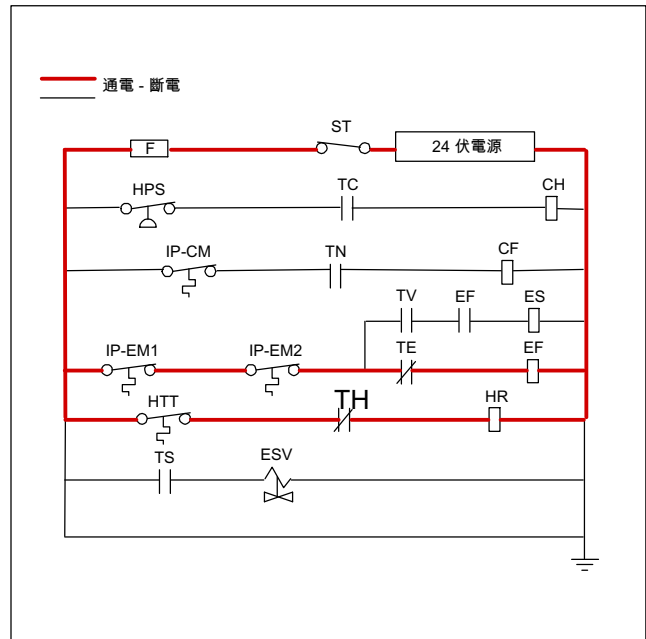 通電 - 斷電
ST
F
24 伏電源
HPS TC CH
IP-CM TN CF
TV EF ES
IP-EM1 IP-EM2 TE EF
HTT TH HR
TS ESV